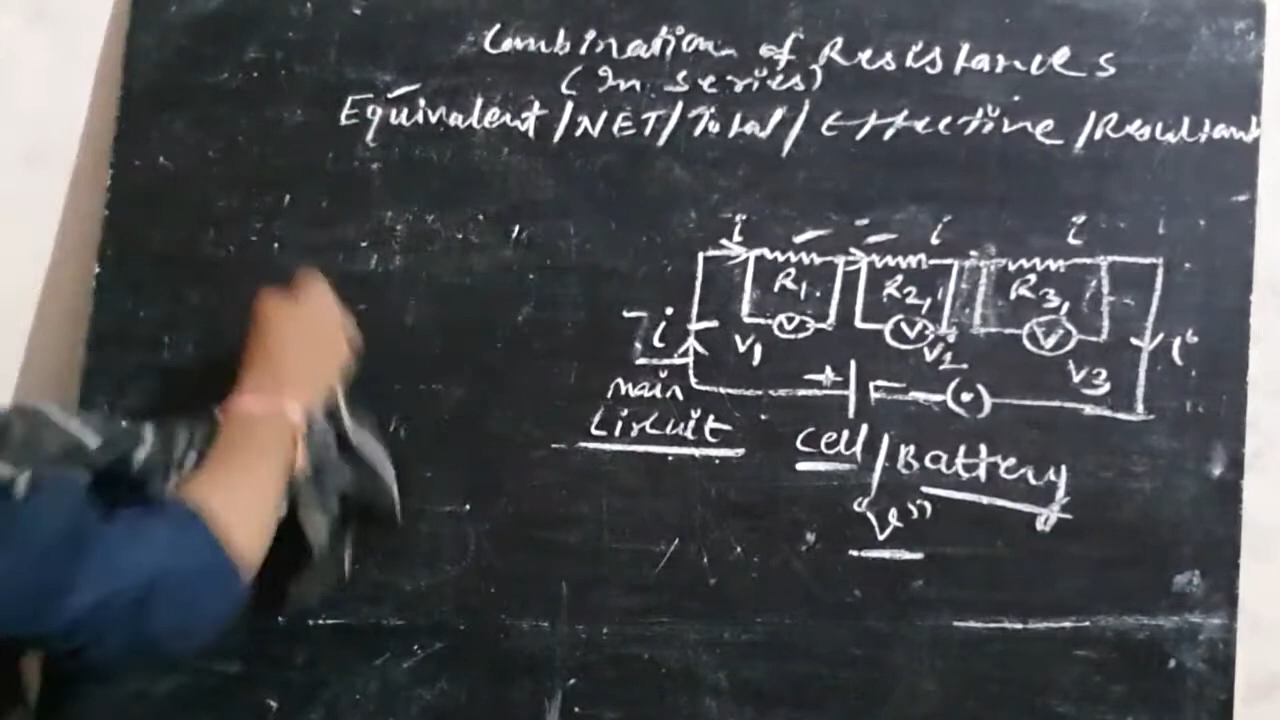 Combination of Resistances
(In series)
Equivalent/NET/Total/Effective/Resultant
i i i
R1 R2 R3
i V1 V V V2 V V3 i
main
circuit
+ -
(•)
Cell/Battery